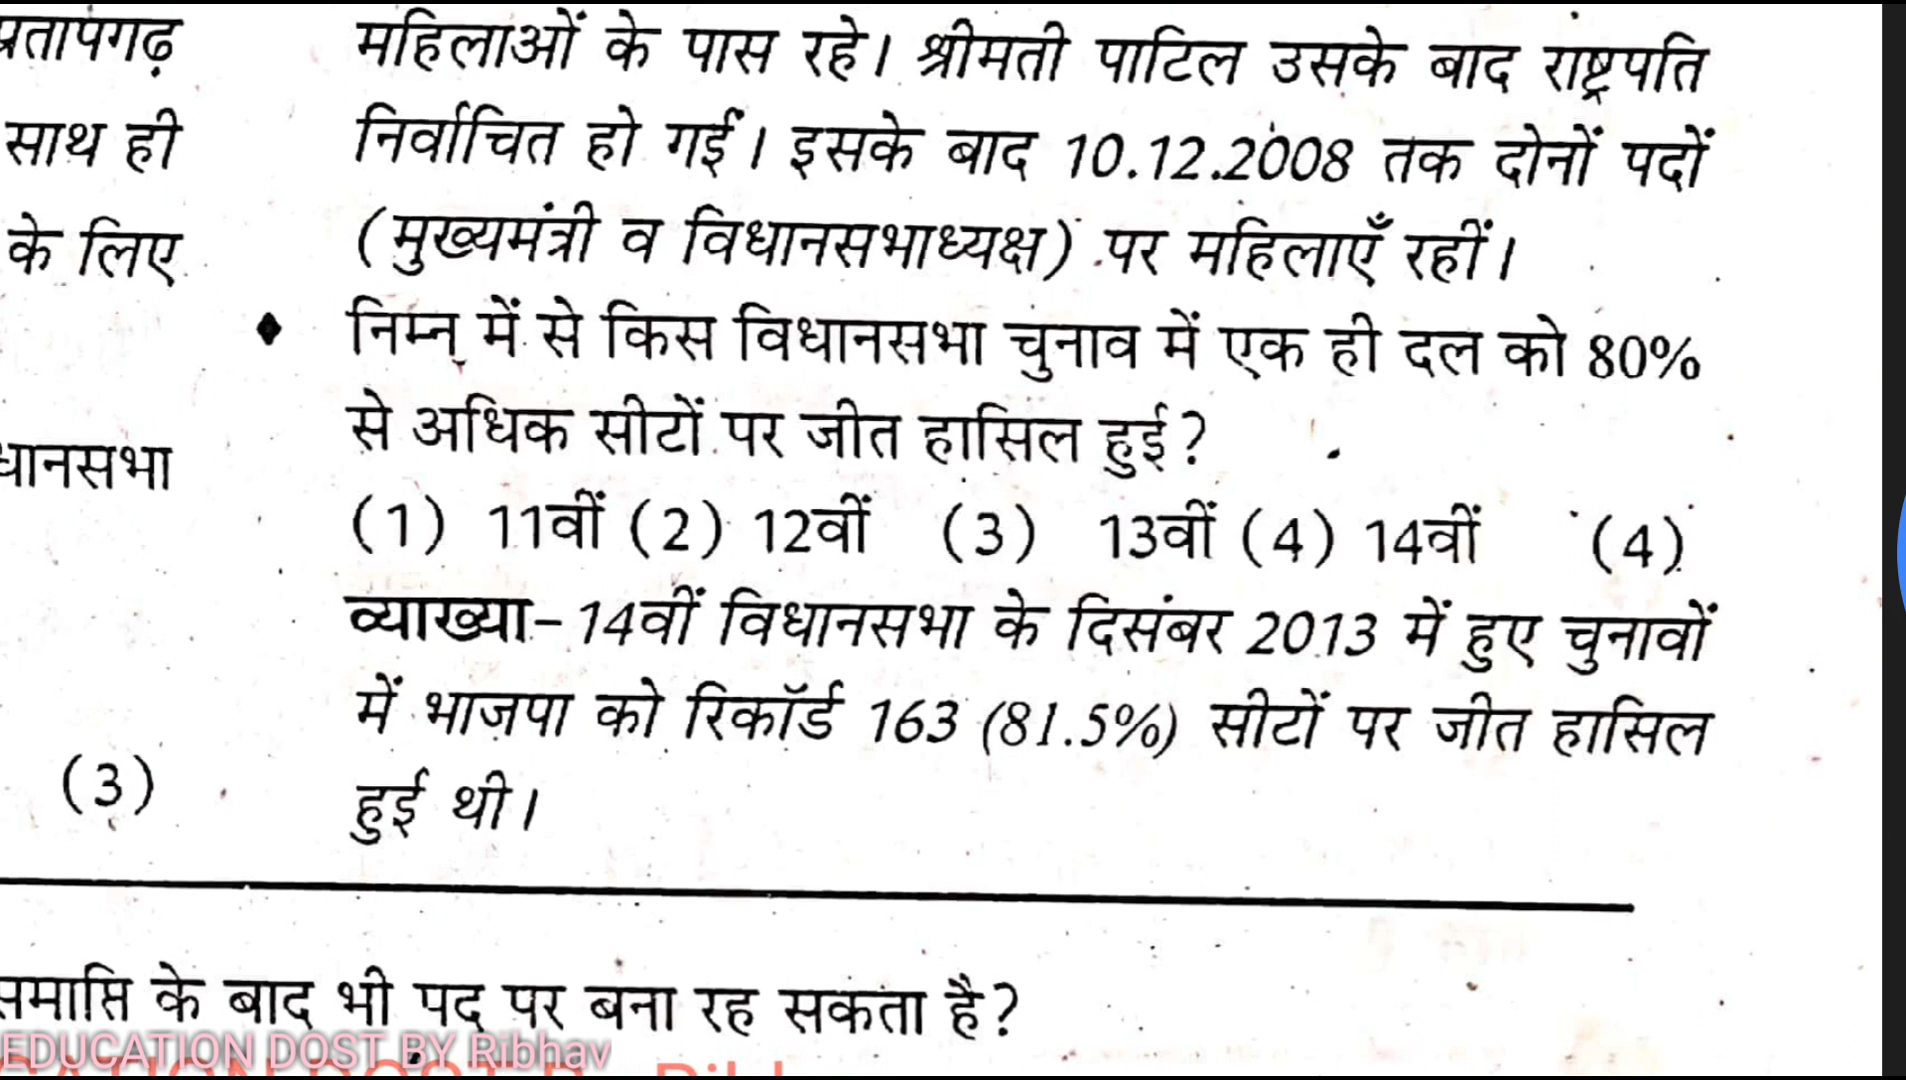 प्रतापगढ़
साथ ही
के लिए
धानसभा
(3)
महिलाओं के पास रहे। श्रीमती पाटिल उसके बाद राष्ट्रपति
निर्वाचित हो गईं। इसके बाद 10.12.2008 तक दोनों पदों
(मुख्यमंत्री व विधानसभाध्यक्ष) पर महिलाएँ रहीं।
♦ निम्न में से किस विधानसभा चुनाव में एक ही दल को 80%
से अधिक सीटों पर जीत हासिल हुई?
(1) 11वीं (2) 12वीं (3) 13वीं (4) 14वीं (4)
व्याख्या- 14वीं विधानसभा के दिसंबर 2013 में हुए चुनावों
में भाजपा को रिकॉर्ड 163 (81.5%) सीटों पर जीत हासिल
हुई थी।
समाप्ति के बाद भी पद पर बना रह सकता है?
EDUCATION DOST BY Ribhav